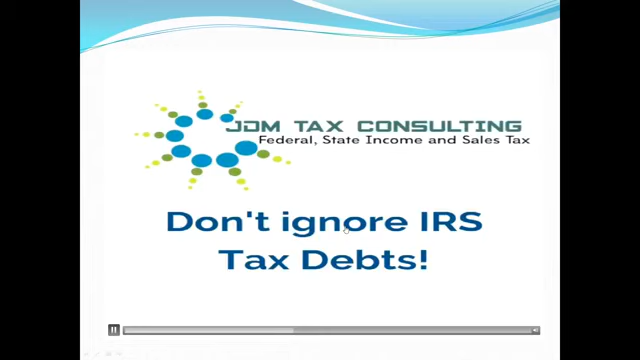 JDM TAX CONSULTING
Federal, State Income and Sales Tax
Don't ignore IRS
Tax Debts!